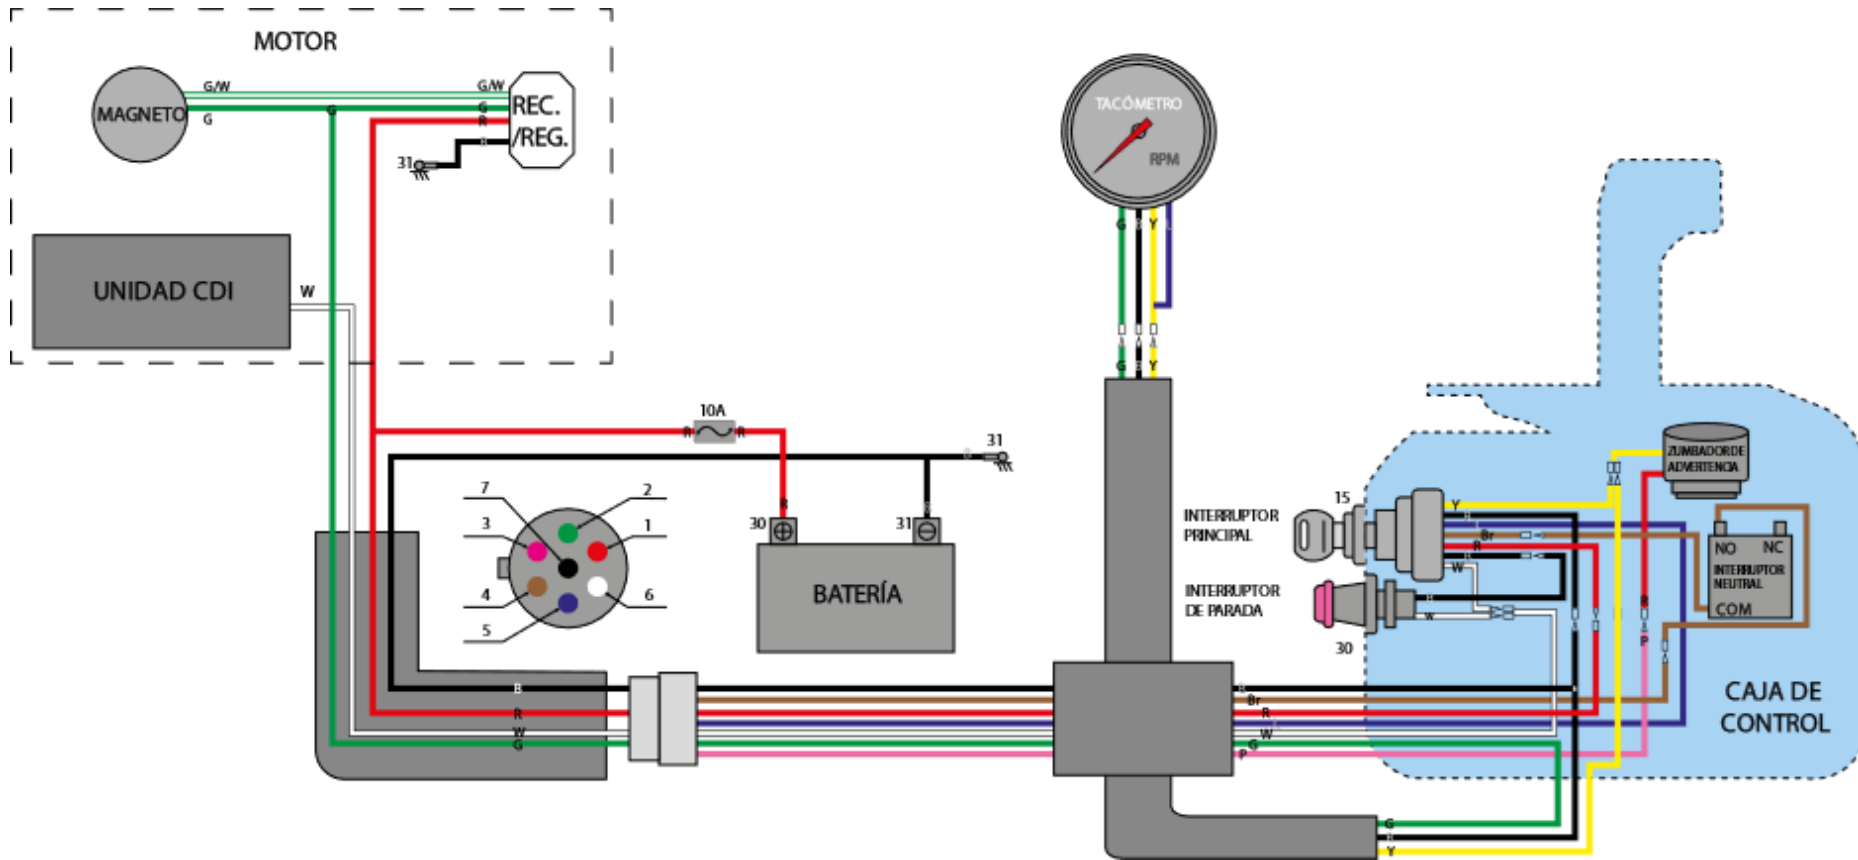 MOTOR
G/W
G/W
MAGNETO
G
G
G
R
REC.
/REG.
31
UNIDAD CDI
W
TACÓMETRO
RPM
G
B
Y
G
B
Y
10A
R
R
31
7
2
3
1
4
6
5
R
30
31
BATERÍA
INTERRUPTOR
PRINCIPAL
15
INTERRUPTOR
DE PARADA
30
Y
Br
R
W
B
W
ZUMBADOR DE
ADVERTENCIA
NO
NC
INTERRUPTOR
NEUTRAL
COM
R
P
CAJA DE
CONTROL
B
R
W
G
Br
R
W
G
P
G
Y